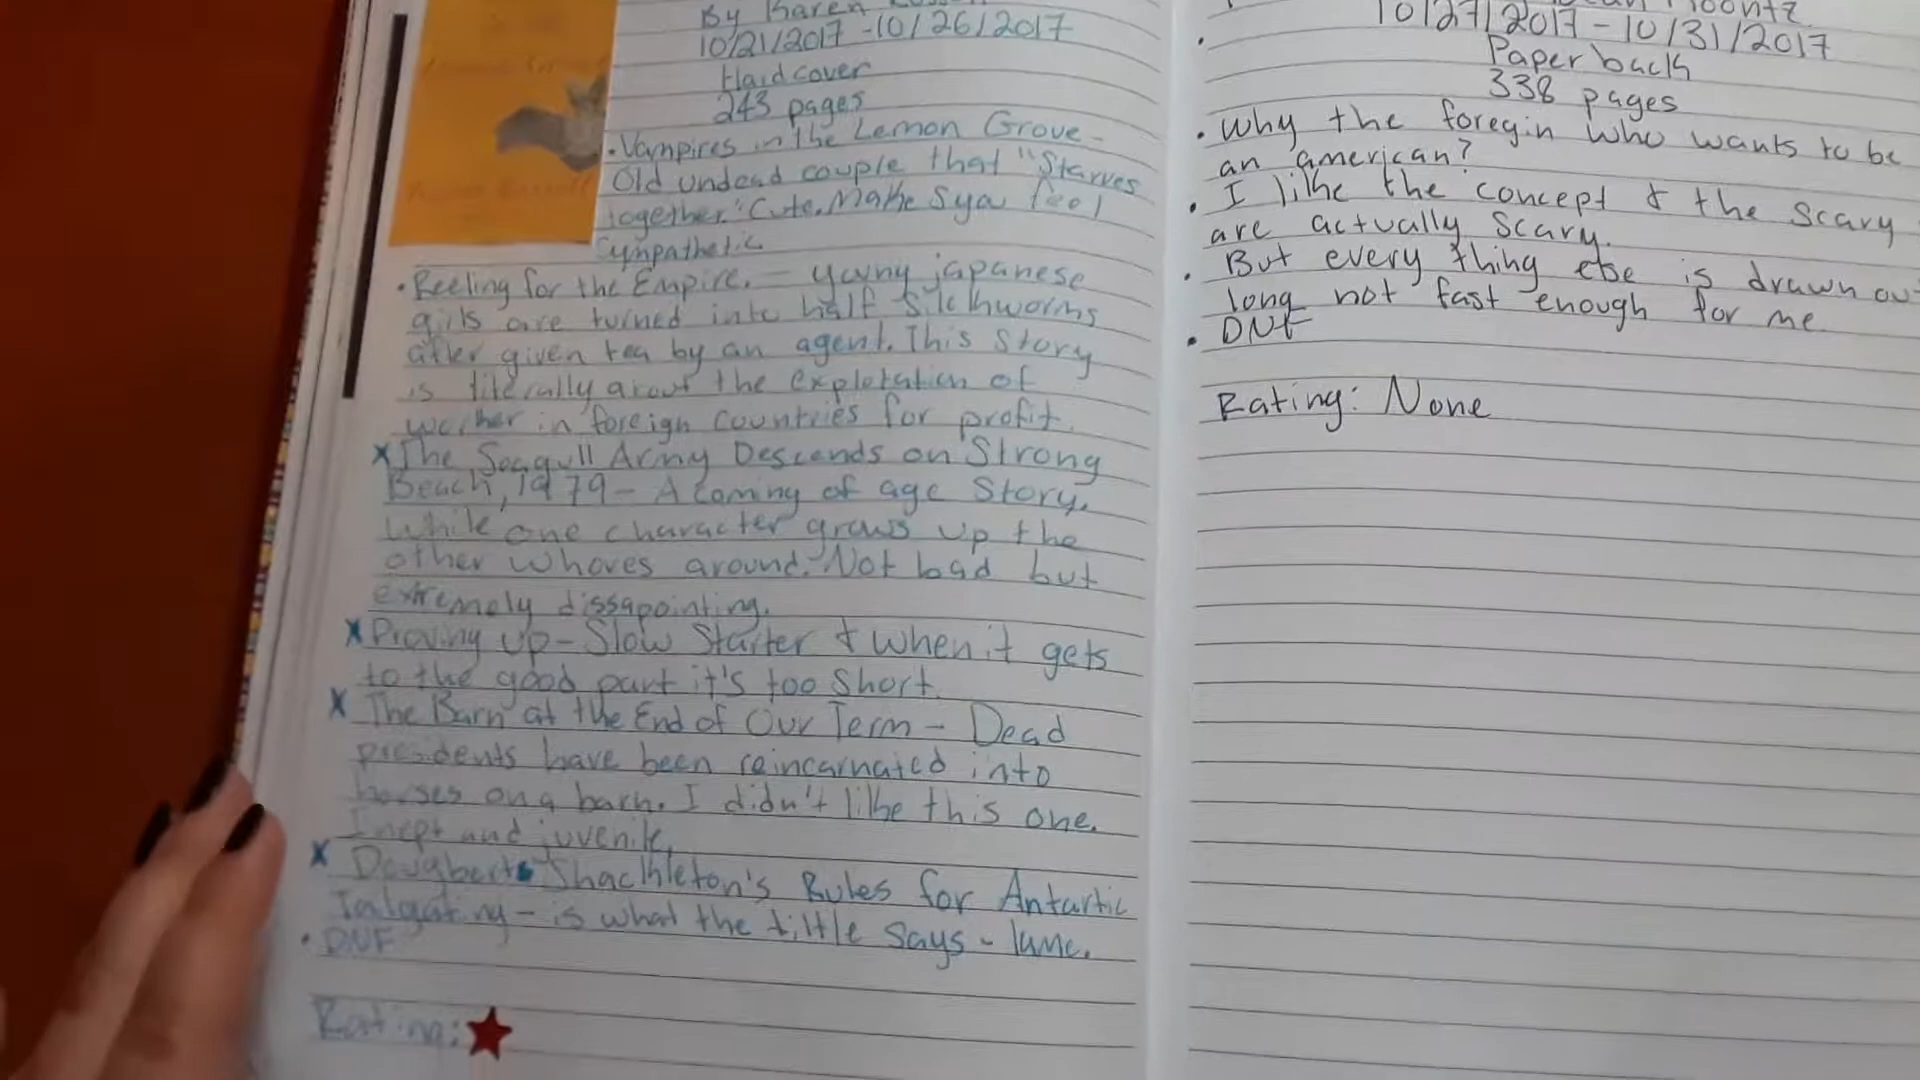 By Karen
10/21/2017 - 10/26/2017
Hardcover
243 pages
•Vampires in the Lemon Grove -
Old undead couple that "Starves
together." Cute. Make Sya feel
sympathetic
•Reeling for the Empire. - young japanese
girls are turned into half silkworms
after given tea by an agent. This story
is literally about the explotation of
worker in foreign countries for profit.
x The Seagull Army Descends on Strong
Beach, 1979 - A coming of age story.
While one character grows up the
other whoves around. Not bad but
extremely dissapointing.
x Proving up - Slow Starter & when it gets
to the good part it's too short.
x The Barn at the End of Our Term - Dead
presidents have been reincarnated into
horses on a barn. I didn't like this one.
Inept and juvenile.
x Dougbert Shackleton's Rules for Antartic
Tailgating - is what the tittle says - lame.
• DNF
Rating:
Koontz
10/27/2017 - 10/31/2017
Paperback
338 pages
• Why the foregin who wants to be
an american?
• I like the concept & the scary
are actually scary.
• But every thing else is drawn out
long not fast enough for me
• DNF
Rating: None